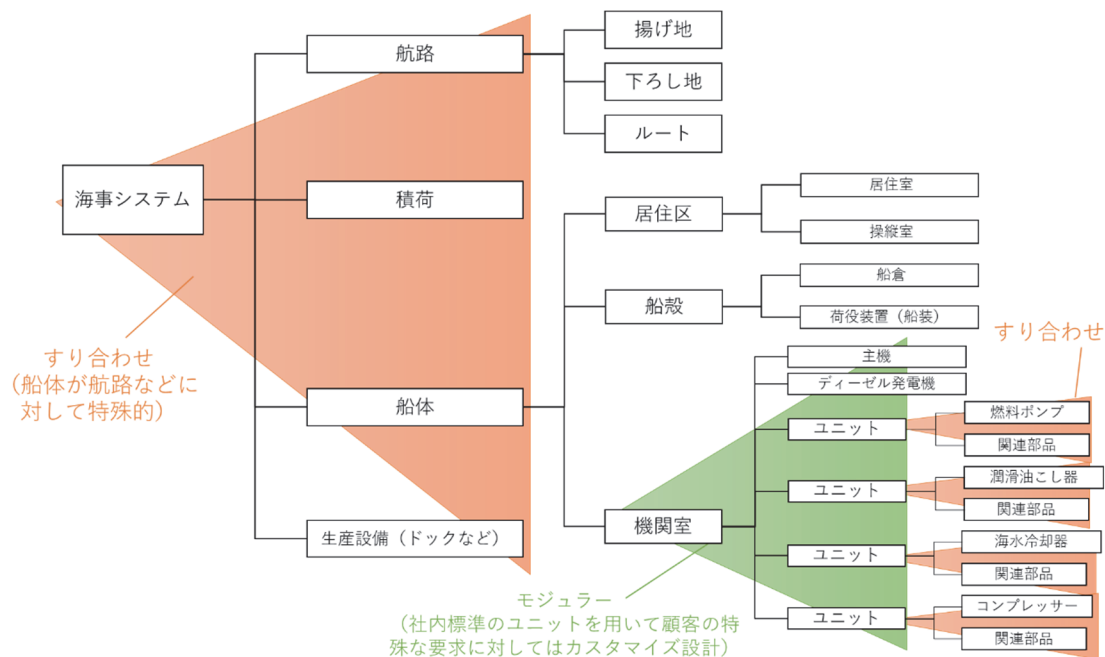 海事システム
航路
積荷
船体
生産設備（ドックなど）
すり合わせ
（船体が航路などに
対して特殊的）
揚げ地
下ろし地
ルート
居住区
船殻
機関室
居住室
操縦室
船倉
荷役装置（船装）
主機
ディーゼル発電機
ユニット
ユニット
ユニット
ユニット
すり合わせ
燃料ポンプ
関連部品
潤滑油こし器
関連部品
海水冷却器
関連部品
コンプレッサー
関連部品
モジュラー
（社内標準のユニットを用いて顧客の特
殊な要求に対してはカスタマイズ設計）